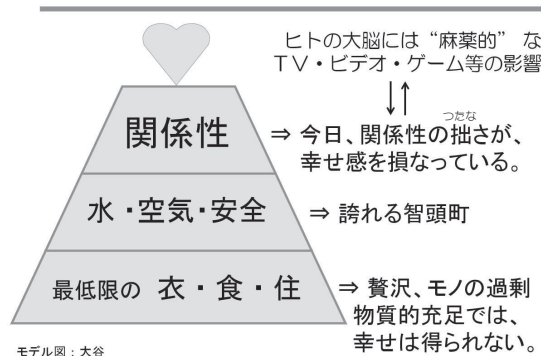 ヒトの大脳には“麻薬的” な
TV・ビデオ・ゲーム等の影響
関係性
⇒ 今日、関係性の拙さが、
つたな
幸せ感を損なっている。
水・空気・安全
⇒ 誇れる智頭町
最低限の 衣・食・住
⇒ 贅沢、モノの過剰
物質的充足では、
幸せは得られない。
モデル図：大谷